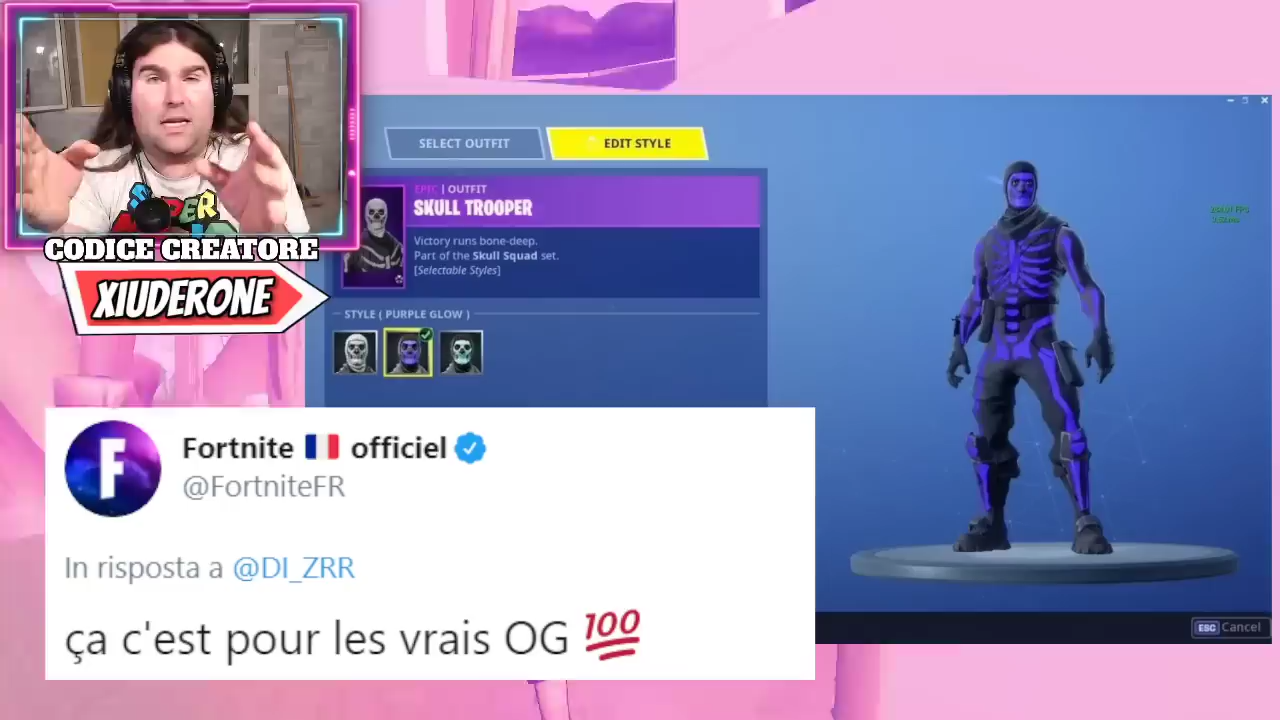 SUPER
CODICE CREATORE
XIUDERONE
SELECT OUTFIT
EDIT STYLE
EPIC | OUTFIT
SKULL TROOPER
Victory runs bone-deep.
Part of the Skull Squad set.
[Selectable Styles]
STYLE ( PURPLE GLOW )
F
Fortnite 🇫🇷 officiel
@FortniteFR
In risposta a @DI_ZRR
ça c'est pour les vrais OG 💯
ESC Cancel